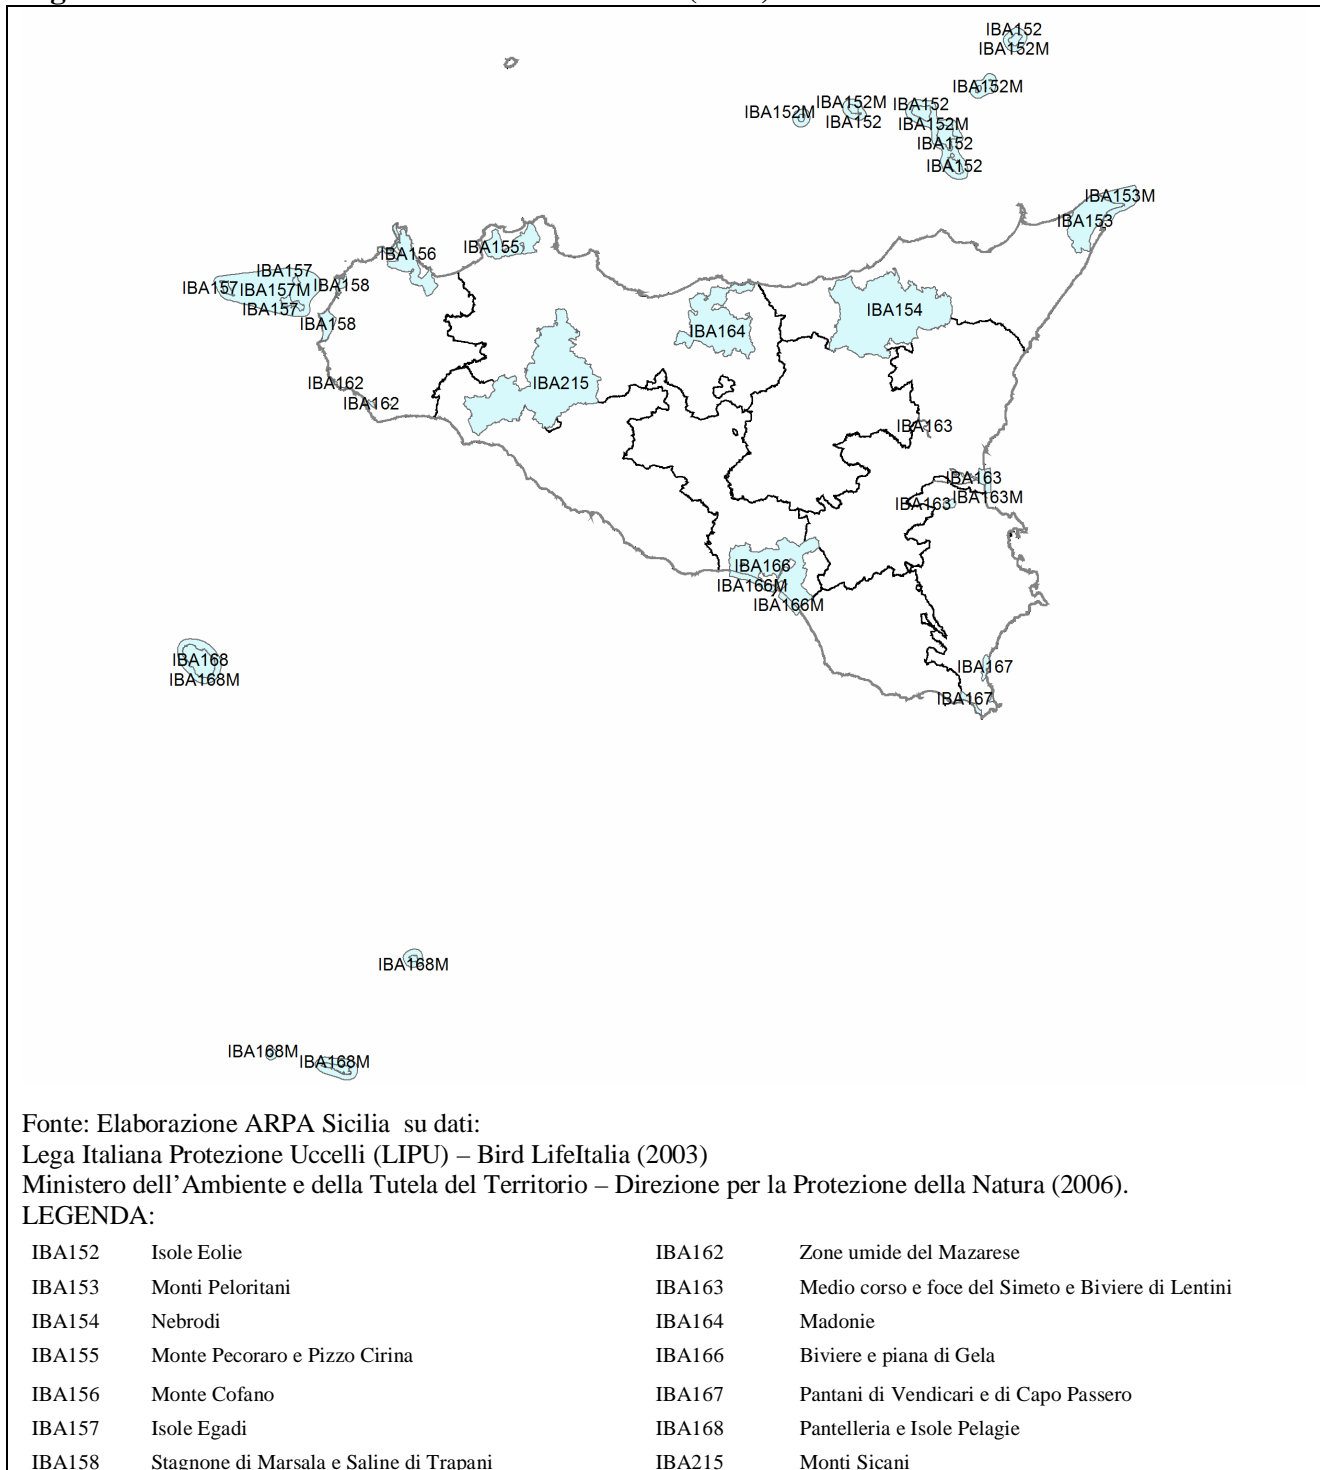 IBA152
IBA152M
IBA152M
IBA152M
IBA152M
IBA152
IBA152
IBA152M
IBA152
IBA152
IBA153M
IBA153
IBA156
IBA155
IBA157
IBA157
IBA157M
IBA158
IBA157
IBA158
IBA154
IBA164
IBA215
IBA162
IBA162
IBA163
IBA163
IBA163M
IBA163
IBA166
IBA166M
IBA166M
IBA168
IBA168M
IBA167
IBA167
IBA168M
IBA168M
IBA168M
Fonte: Elaborazione ARPA Sicilia su dati:
Lega Italiana Protezione Uccelli (LIPU) – Bird LifeItalia (2003)
Ministero dell'Ambiente e della Tutela del Territorio – Direzione per la Protezione della Natura (2006).
LEGENDA:
IBA152 Isole Eolie IBA162 Zone umide del Mazarese
IBA153 Monti Peloritani IBA163 Medio corso e foce del Simeto e Biviere di Lentini
IBA154 Nebrodi IBA164 Madonie
IBA155 Monte Pecoraro e Pizzo Cirina IBA166 Biviere e piana di Gela
IBA156 Monte Cofano IBA167 Pantani di Vendicari e di Capo Passero
IBA157 Isole Egadi IBA168 Pantelleria e Isole Pelagie
IBA158 Stagnone di Marsala e Saline di Trapani IBA215 Monti Sicani